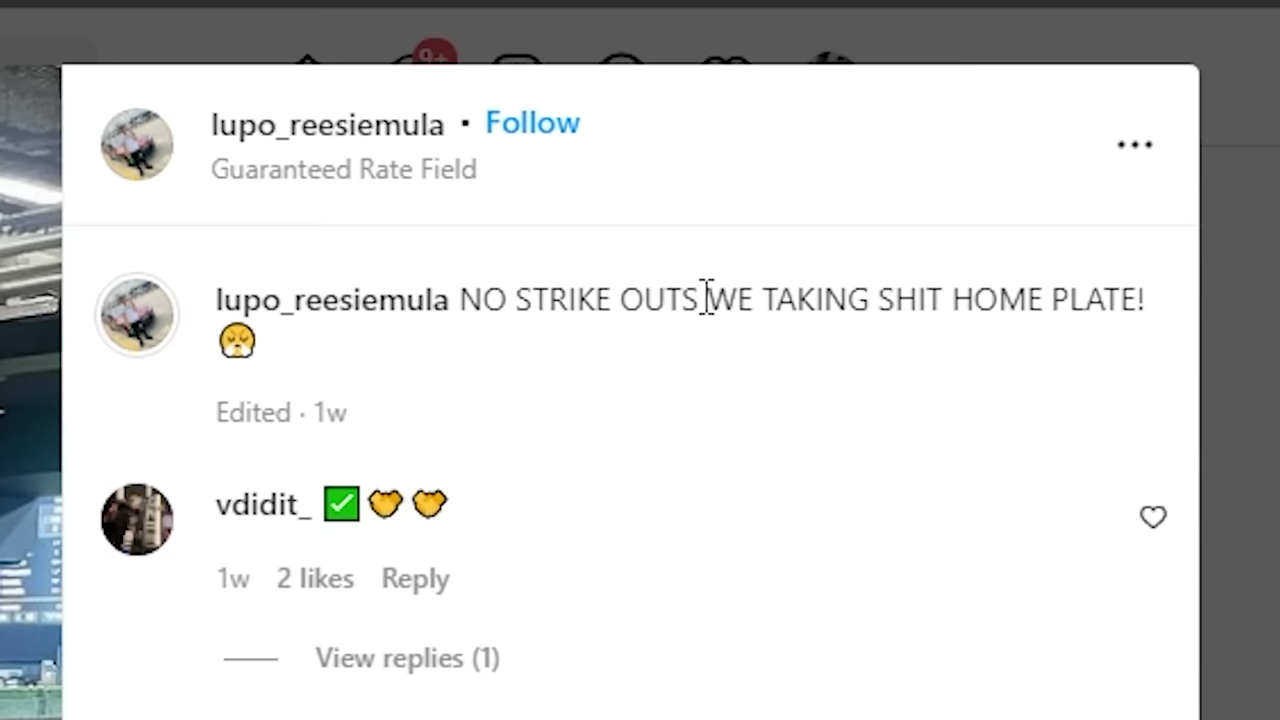 9+
lupo_reesiemula • Follow
Guaranteed Rate Field
lupo_reesiemula NO STRIKE OUTS WE TAKING SHIT HOME PLATE!
😤
Edited · 1w
vdidit_ ✅🤝🤝
1w 2 likes Reply
View replies (1)